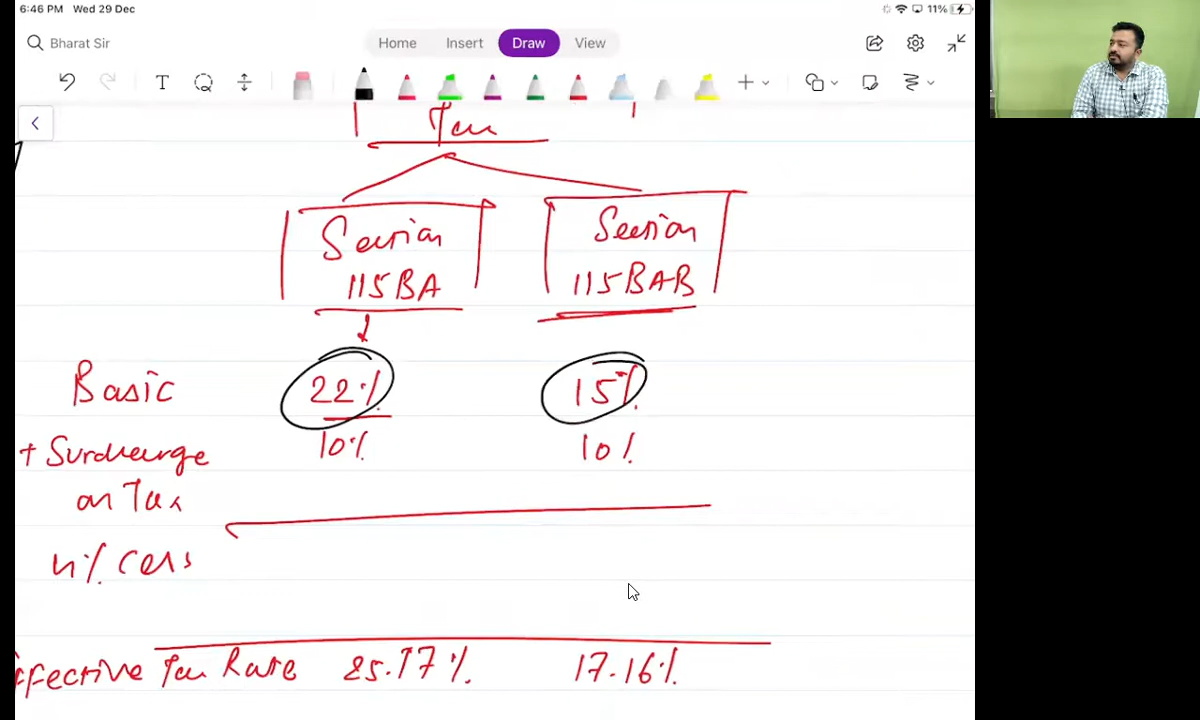 6:46 PM Wed 29 Dec
11%
Bharat Sir
Home Insert Draw View
T
Tax
Section
115BA
Section
115BAB
Basic 22% 15%
+ Surcharge 10% 10%
on Tax
4% Cess
ffective Tax Rate 25.17% 17.16%